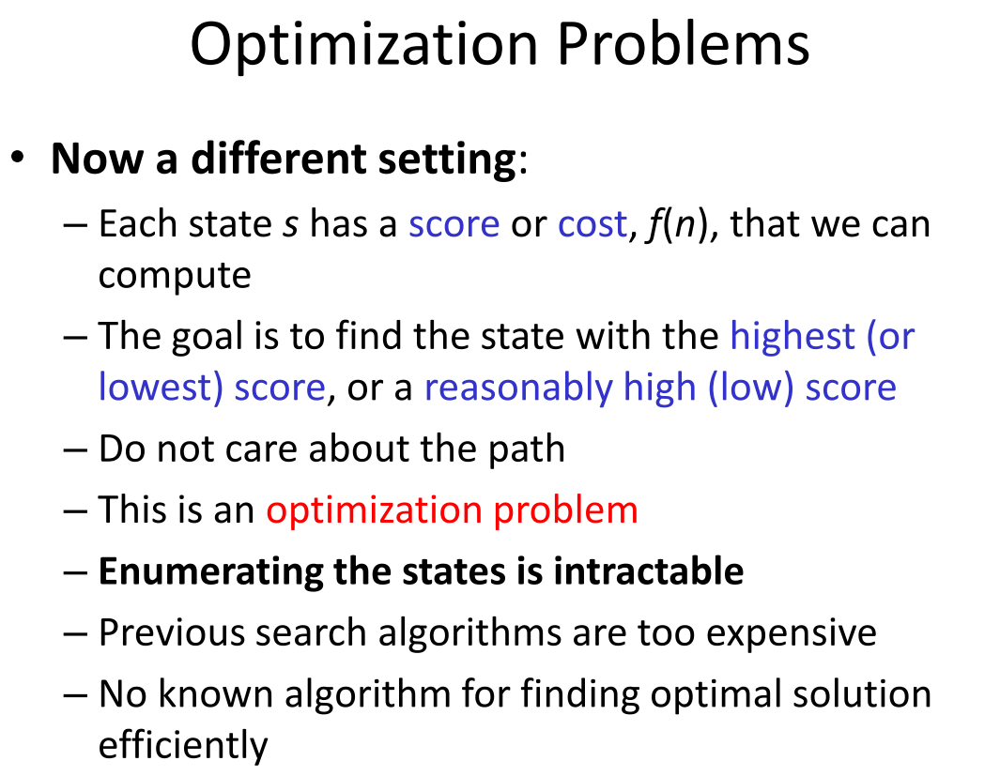 Optimization Problems
• Now a different setting:
– Each state s has a score or cost, f(n), that we can
compute
– The goal is to find the state with the highest (or
lowest) score, or a reasonably high (low) score
– Do not care about the path
– This is an optimization problem
– Enumerating the states is intractable
– Previous search algorithms are too expensive
– No known algorithm for finding optimal solution
efficiently